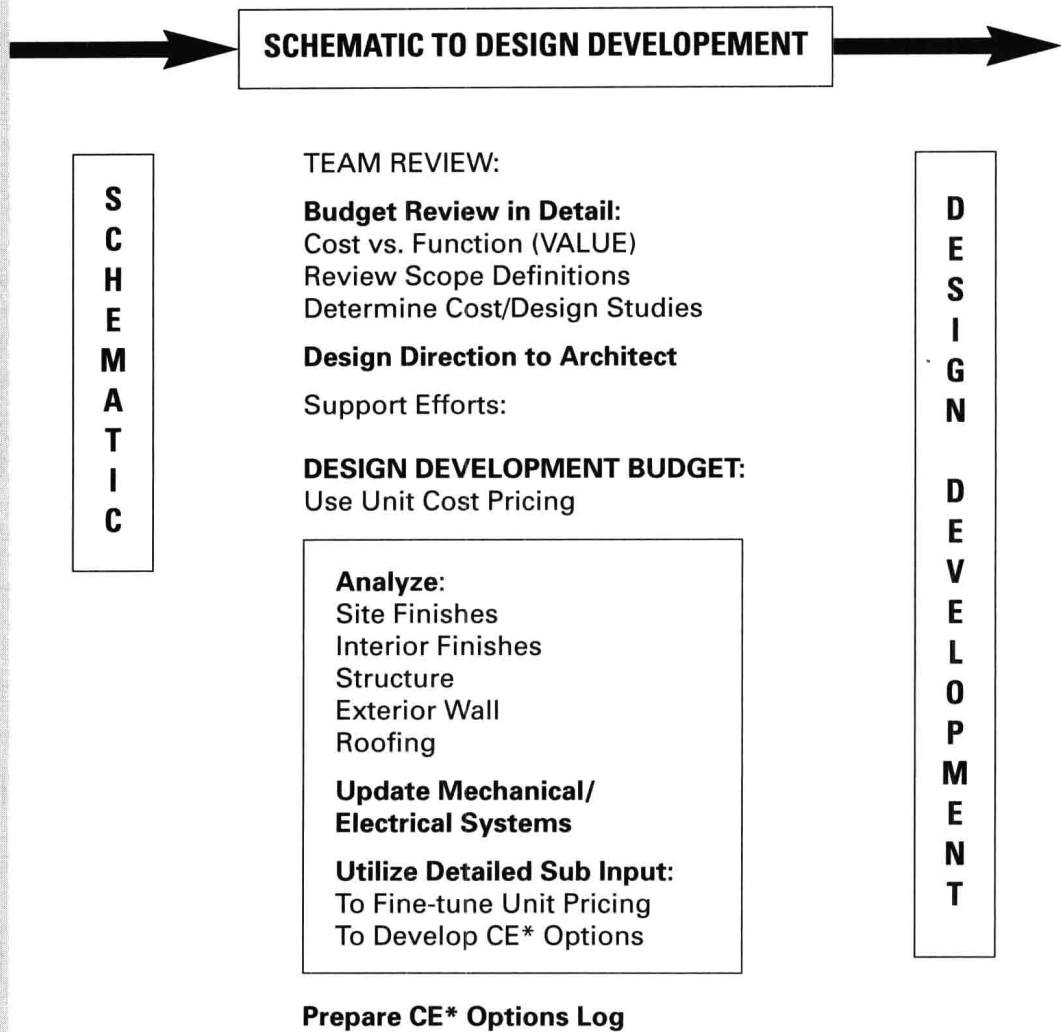 SCHEMATIC TO DESIGN DEVELOPEMENT
SCHEMATIC
TEAM REVIEW:
Budget Review in Detail:
Cost vs. Function (VALUE)
Review Scope Definitions
Determine Cost/Design Studies
Design Direction to Architect
Support Efforts:
DESIGN DEVELOPMENT BUDGET:
Use Unit Cost Pricing
Analyze:
Site Finishes
Interior Finishes
Structure
Exterior Wall
Roofing
Update Mechanical/
Electrical Systems
Utilize Detailed Sub Input:
To Fine-tune Unit Pricing
To Develop CE* Options
Prepare CE* Options Log
DESIGN DEVELOPMENT